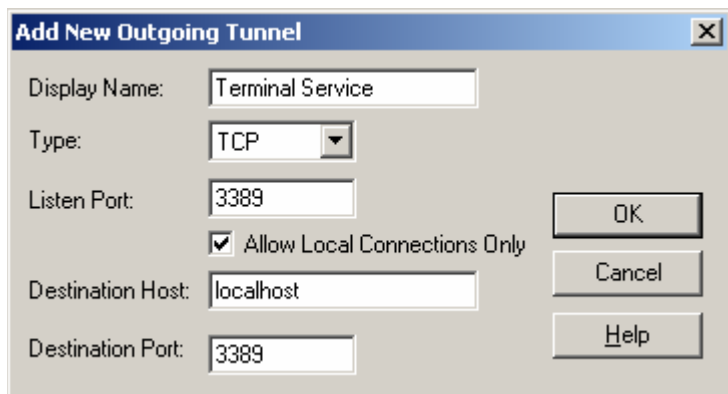 Add New Outgoing Tunnel
Display Name: Terminal Service
Type: TCP
Listen Port: 3389
OK
Allow Local Connections Only
Cancel
Destination Host: localhost
Help
Destination Port: 3389